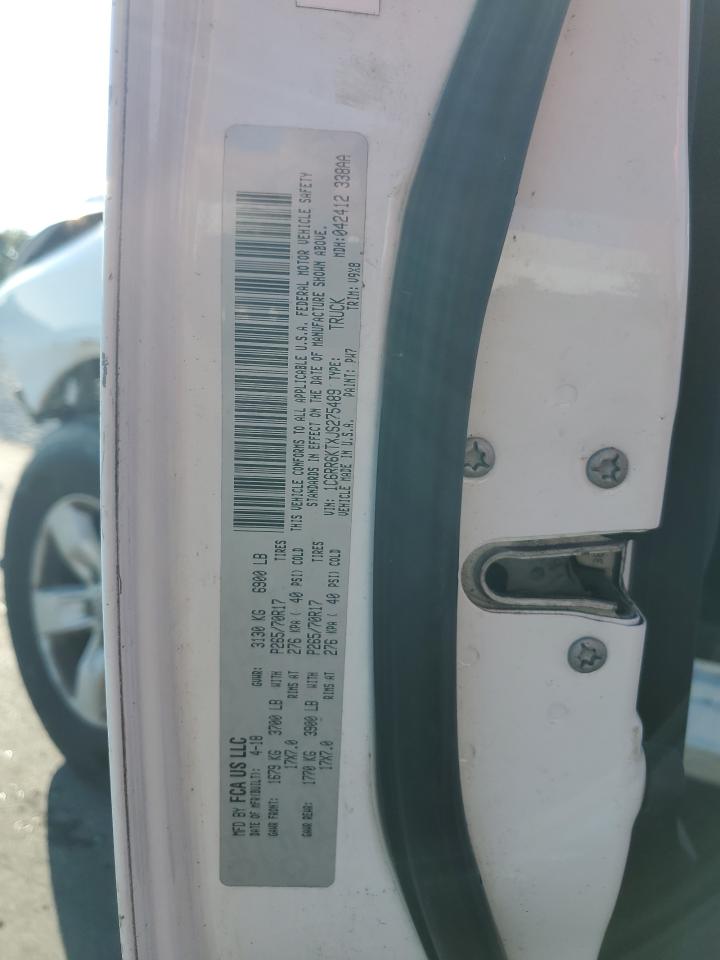 MFD BY FCA US LLC
DATE OF MFR(BUILT): 4-18 GVWR: 3130 KG 6900 LB
GAWR FRONT: 1679 KG 3700 LB WITH P265/70R17 TIRES
17X7.0 RIMS AT 276 KPA ( 40 PSI) COLD
GAWR REAR: 1770 KG 3900 LB WITH P265/70R17 TIRES
17X7.0 RIMS AT 276 KPA ( 40 PSI) COLD
THIS VEHICLE CONFORMS TO ALL APPLICABLE U.S.A. FEDERAL MOTOR VEHICLE SAFETY
STANDARDS IN EFFECT ON THE DATE OF MANUFACTURE SHOWN ABOVE.
VIN: 1C6RR6KTXJS275489 TYPE: TRUCK MDH: 042412 338AA
VEHICLE MADE IN U.S.A. PAINT: PW7 TRIM: V9X8